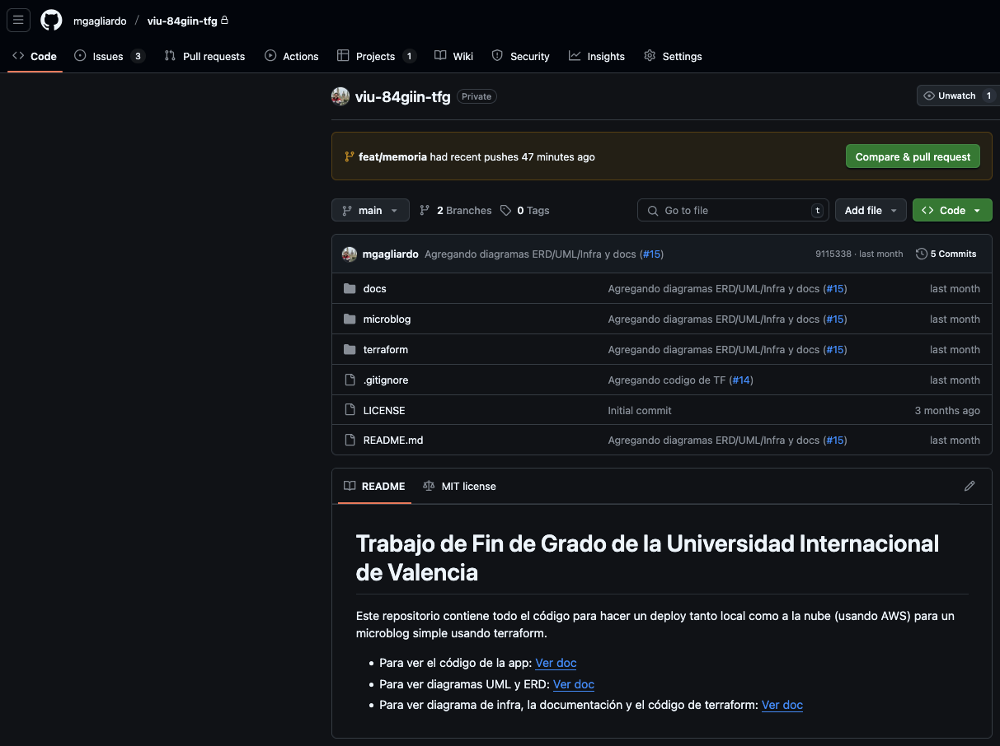 mgagliardo / viu-84giin-tfg
Code Issues 3 Pull requests Actions Projects 1 Wiki Security Insights Settings
viu-84giin-tfg Private Unwatch 1
feat/memoria had recent pushes 47 minutes ago Compare & pull request
main 2 Branches 0 Tags Go to file t Add file Code
mgagliardo Agregando diagramas ERD/UML/Infra y docs (#15) 9115338 · last month 5 Commits
docs Agregando diagramas ERD/UML/Infra y docs (#15) last month
microblog Agregando diagramas ERD/UML/Infra y docs (#15) last month
terraform Agregando diagramas ERD/UML/Infra y docs (#15) last month
.gitignore Agregando codigo de TF (#14) last month
LICENSE Initial commit 3 months ago
README.md Agregando diagramas ERD/UML/Infra y docs (#15) last month
README MIT license
Trabajo de Fin de Grado de la Universidad Internacional
de Valencia
Este repositorio contiene todo el código para hacer un deploy tanto local como a la nube (usando AWS) para un
microblog simple usando terraform.
• Para ver el código de la app: Ver doc
• Para ver diagramas UML y ERD: Ver doc
• Para ver diagrama de infra, la documentación y el código de terraform: Ver doc